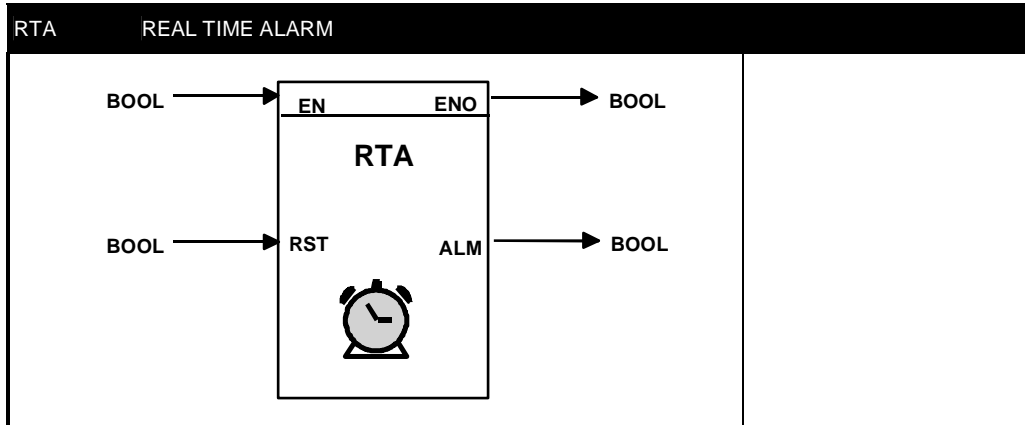 RTA REAL TIME ALARM
BOOL EN ENO BOOL
RTA
BOOL RST ALM BOOL